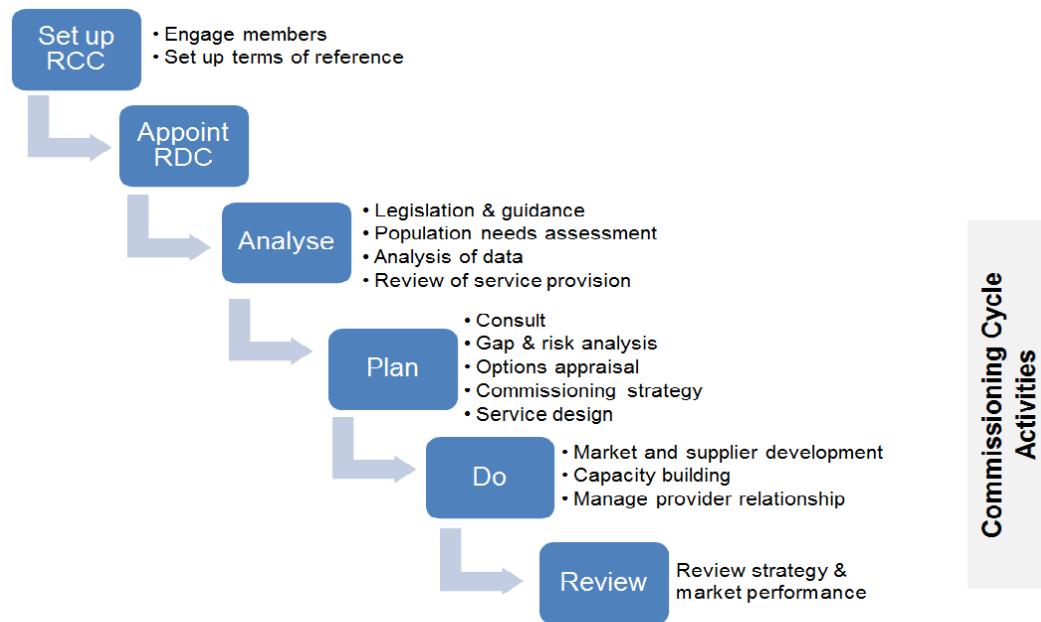 Set up
RCC
• Engage members
• Set up terms of reference
Appoint
RDC
Analyse
• Legislation & guidance
• Population needs assessment
• Analysis of data
• Review of service provision
Plan
• Consult
• Gap & risk analysis
• Options appraisal
• Commissioning strategy
• Service design
Do
• Market and supplier development
• Capacity building
• Manage provider relationship
Review
Review strategy &
market performance
Commissioning Cycle
Activities